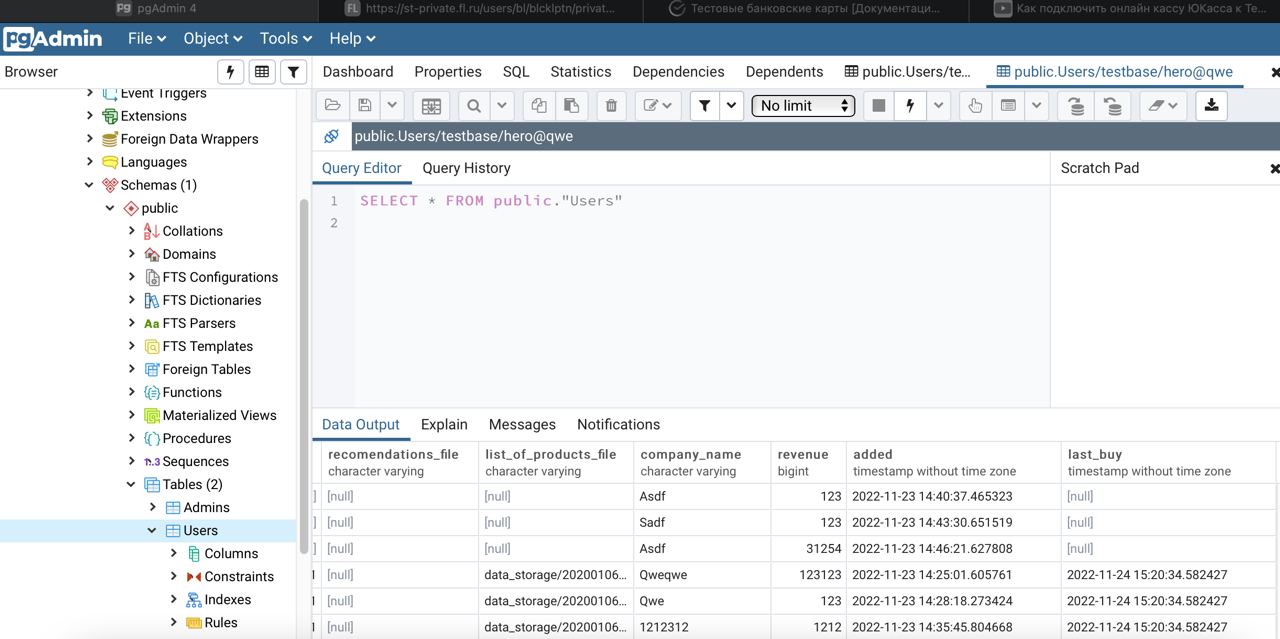 pgAdmin 4
https://st-private.fl.ru/users/bl/blcklptn/privat...
Тестовые банковские карты [Документаци...
Как подключить онлайн кассу ЮКасса к Те...
pgAdmin File Object Tools Help
Browser
Dashboard Properties SQL Statistics Dependencies Dependents public.Users/te... public.Users/testbase/hero@qwe
Event Triggers
Extensions
Foreign Data Wrappers
Languages
Schemas (1)
public
Collations
Domains
FTS Configurations
FTS Dictionaries
Aa FTS Parsers
FTS Templates
Foreign Tables
Functions
Materialized Views
Procedures
1..3 Sequences
Tables (2)
Admins
Users
Columns
Constraints
Indexes
Rules
No limit
public.Users/testbase/hero@qwe
Query Editor Query History
Scratch Pad
1 SELECT * FROM public."Users"
2
Data Output Explain Messages Notifications
recomendations_file list_of_products_file company_name revenue added last_buy
character varying character varying character varying bigint timestamp without time zone timestamp without time zone
[null] [null] Asdf 123 2022-11-23 14:40:37.465323 [null]
[null] [null] Sadf 123 2022-11-23 14:43:30.651519 [null]
[null] [null] Asdf 31254 2022-11-23 14:46:21.627808 [null]
[null] data_storage/20200106... Qweqwe 123123 2022-11-23 14:25:01.605761 2022-11-24 15:20:34.582427
[null] data_storage/20200106... Qwe 123 2022-11-23 14:28:18.273424 2022-11-24 15:20:34.582427
[null] data_storage/20200106... 1212312 1212 2022-11-23 14:35:45.804668 2022-11-24 15:20:34.582427